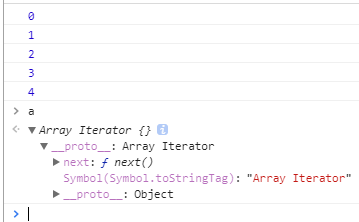 0
1
2
3
4
> a
<· ▼ Array Iterator {} i
▼ __proto__: Array Iterator
▶ next: ƒ next()
Symbol(Symbol.toStringTag): "Array Iterator"
▶ __proto__: Object
>